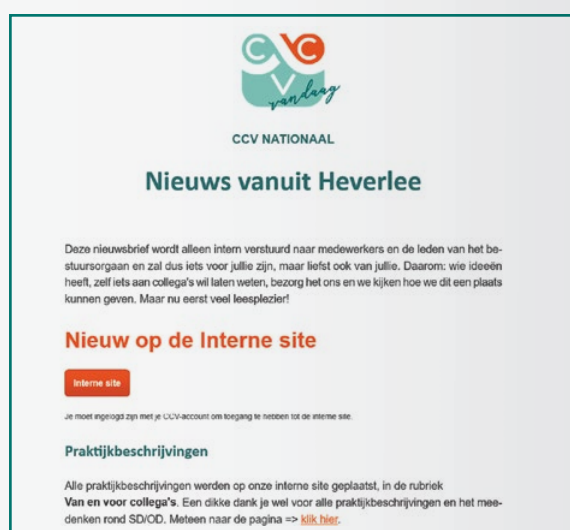 CCV
vandaag
CCV NATIONAAL
Nieuws vanuit Heverlee
Deze nieuwsbrief wordt alleen intern verstuurd naar medewerkers en de leden van het be-
stuursorgaan en zal dus iets voor jullie zijn, maar liefst ook van jullie. Daarom: wie ideeën
heeft, zelf iets aan collega's wil laten weten, bezorg het ons en we kijken hoe we dit een plaats
kunnen geven. Maar nu eerst veel leesplezier!
Nieuw op de Interne site
Interne site
Je moet ingelogd zijn met je CCV-account om toegang te hebben tot de interne site.
Praktijkbeschrijvingen
Alle praktijkbeschrijvingen werden op onze interne site geplaatst, in de rubriek
Van en voor collega's. Een dikke dank je wel voor alle praktijkbeschrijvingen en het mee-
denken rond SD/OD. Meteen naar de pagina => klik hier.